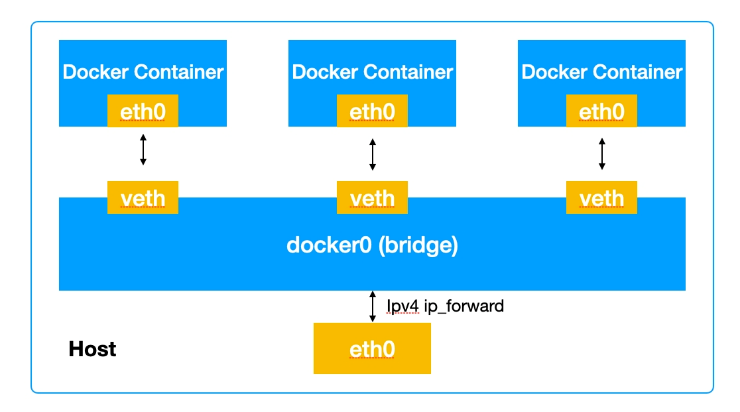 Docker Container
Docker Container
Docker Container
eth0
eth0
eth0
veth
veth
veth
docker0 (bridge)
Ipv4 ip_forward
Host
eth0